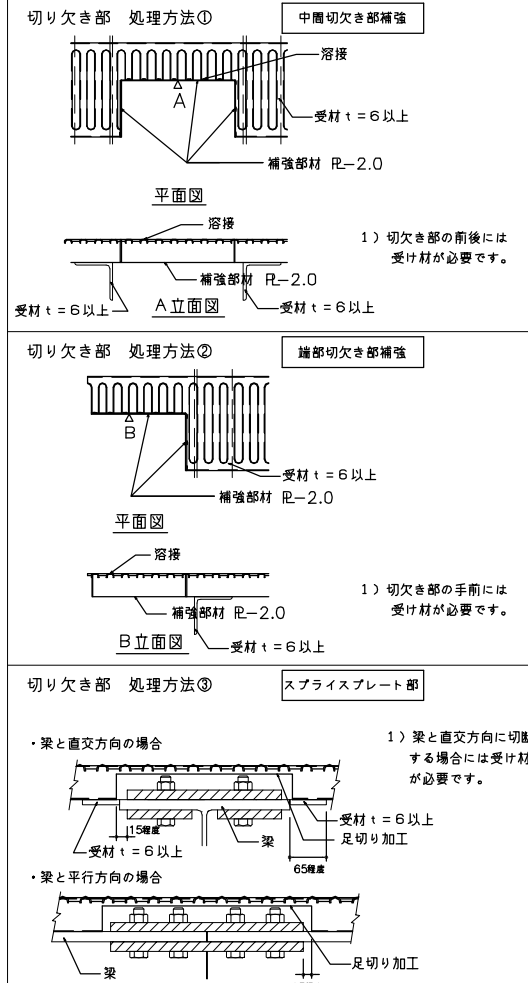 切り欠き部　処理方法①
中間切欠き部補強
溶接
A
受材ｔ＝6以上
補強部材 PL-2.0
平面図
溶接
1）切欠き部の前後には
受け材が必要です。
補強部材 PL-2.0
受材ｔ＝6以上
A立面図
受材ｔ＝6以上
切り欠き部　処理方法②
端部切欠き部補強
B
受材ｔ＝6以上
補強部材 PL-2.0
平面図
溶接
1）切欠き部の手前には
受け材が必要です。
補強部材 PL-2.0
B立面図
受材ｔ＝6以上
切り欠き部　処理方法③
スプライスプレート部
・梁と直交方向の場合
1）梁と直交方向に切断
する場合には受け材
が必要です。
受材ｔ＝6以上
足切り加工
梁
15程度
受材ｔ＝6以上
65程度
・梁と平行方向の場合
足切り加工
梁